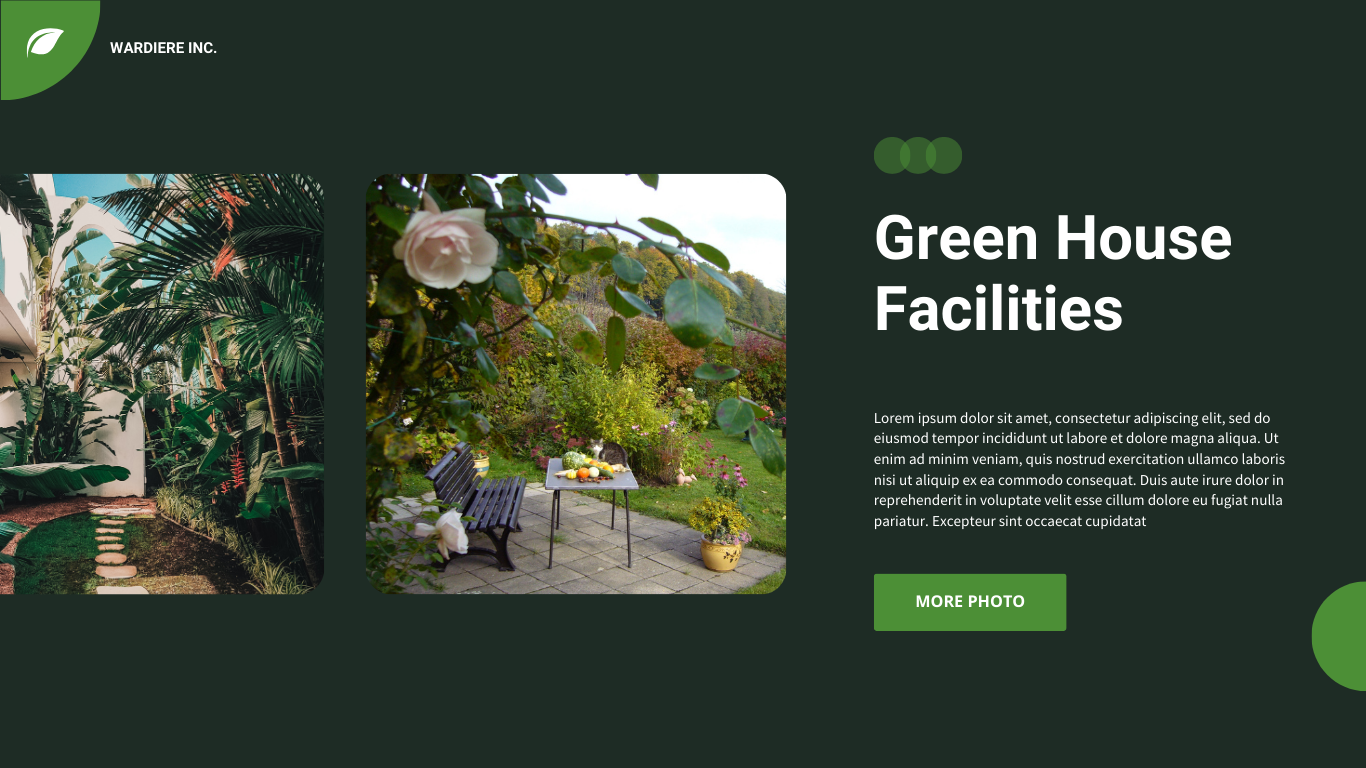 WARDIERE INC.
Green House
Facilities
Lorem ipsum dolor sit amet, consectetur adipiscing elit, sed do
eiusmod tempor incididunt ut labore et dolore magna aliqua. Ut
enim ad minim veniam, quis nostrud exercitation ullamco laboris
nisi ut aliquip ex ea commodo consequat. Duis aute irure dolor in
reprehenderit in voluptate velit esse cillum dolore eu fugiat nulla
pariatur. Excepteur sint occaecat cupidatat
MORE PHOTO